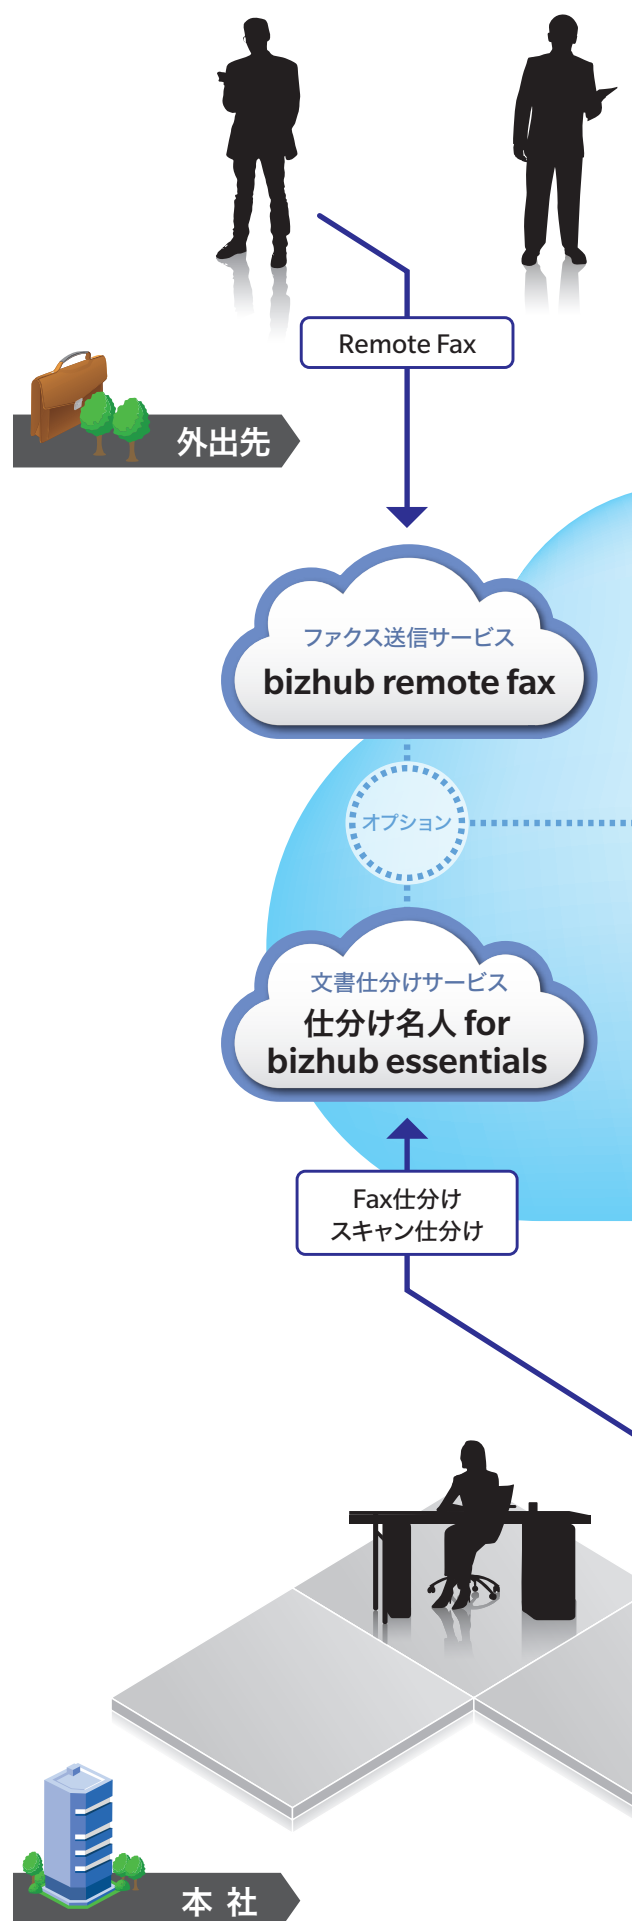 Remote Fax
外出先
ファクス送信サービス
bizhub remote fax
オプション
文書仕分けサービス
仕分け名人 for
bizhub essentials
Fax仕分け
スキャン仕分け
本 社